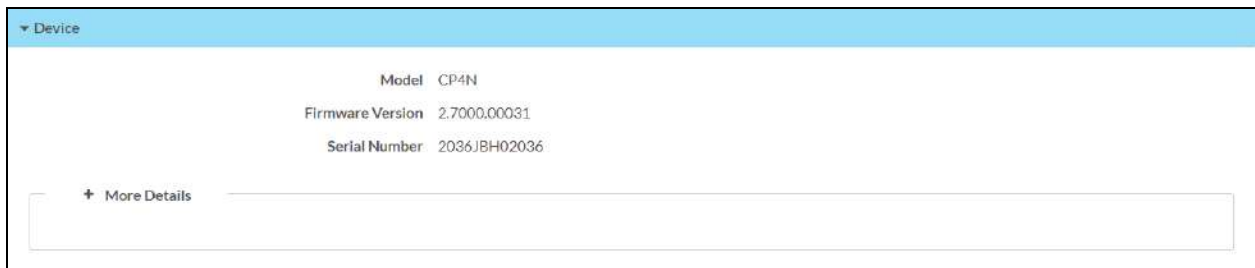 Device
Model CP4N
Firmware Version 2.7000.00031
Serial Number 2036JBH02036
+ More Details